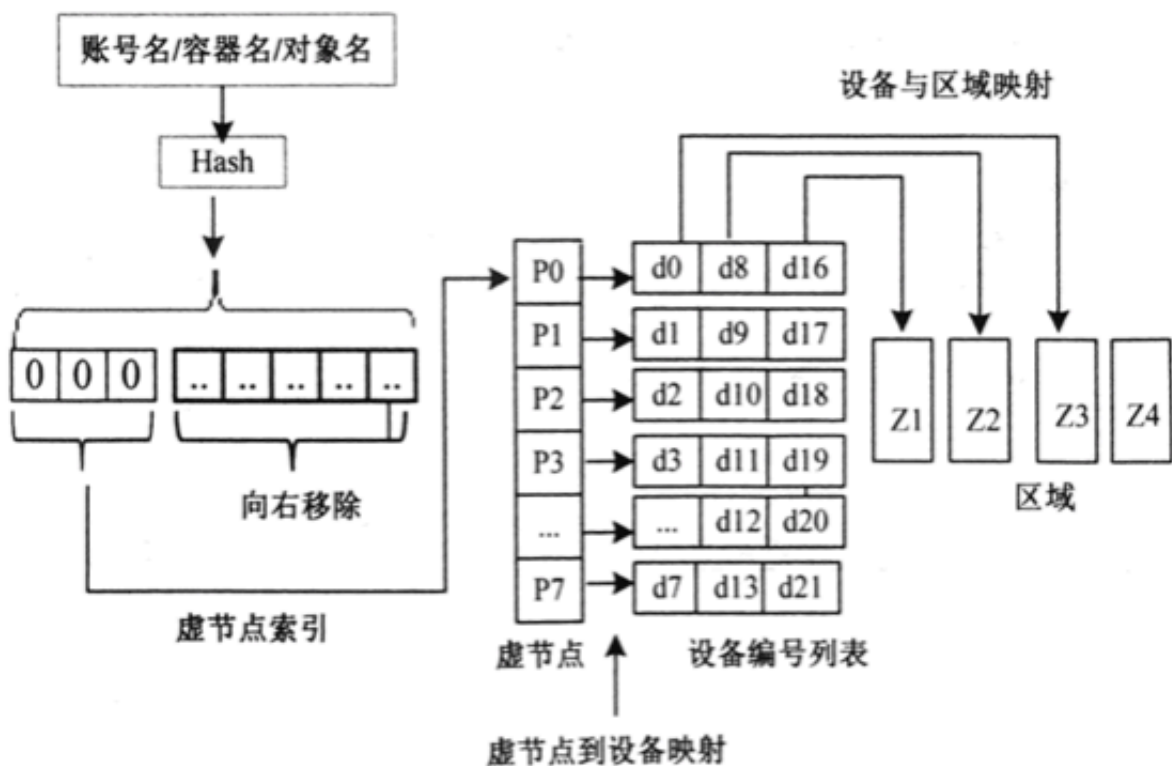 账号名/容器名/对象名
Hash
设备与区域映射
0 0 0 .. .. .. .. ..
向右移除
虚节点索引
P0 d0 d8 d16
P1 d1 d9 d17
P2 d2 d10 d18
P3 d3 d11 d19
... ... d12 d20
P7 d7 d13 d21
Z1 Z2 Z3 Z4
区域
虚节点
设备编号列表
虚节点到设备映射